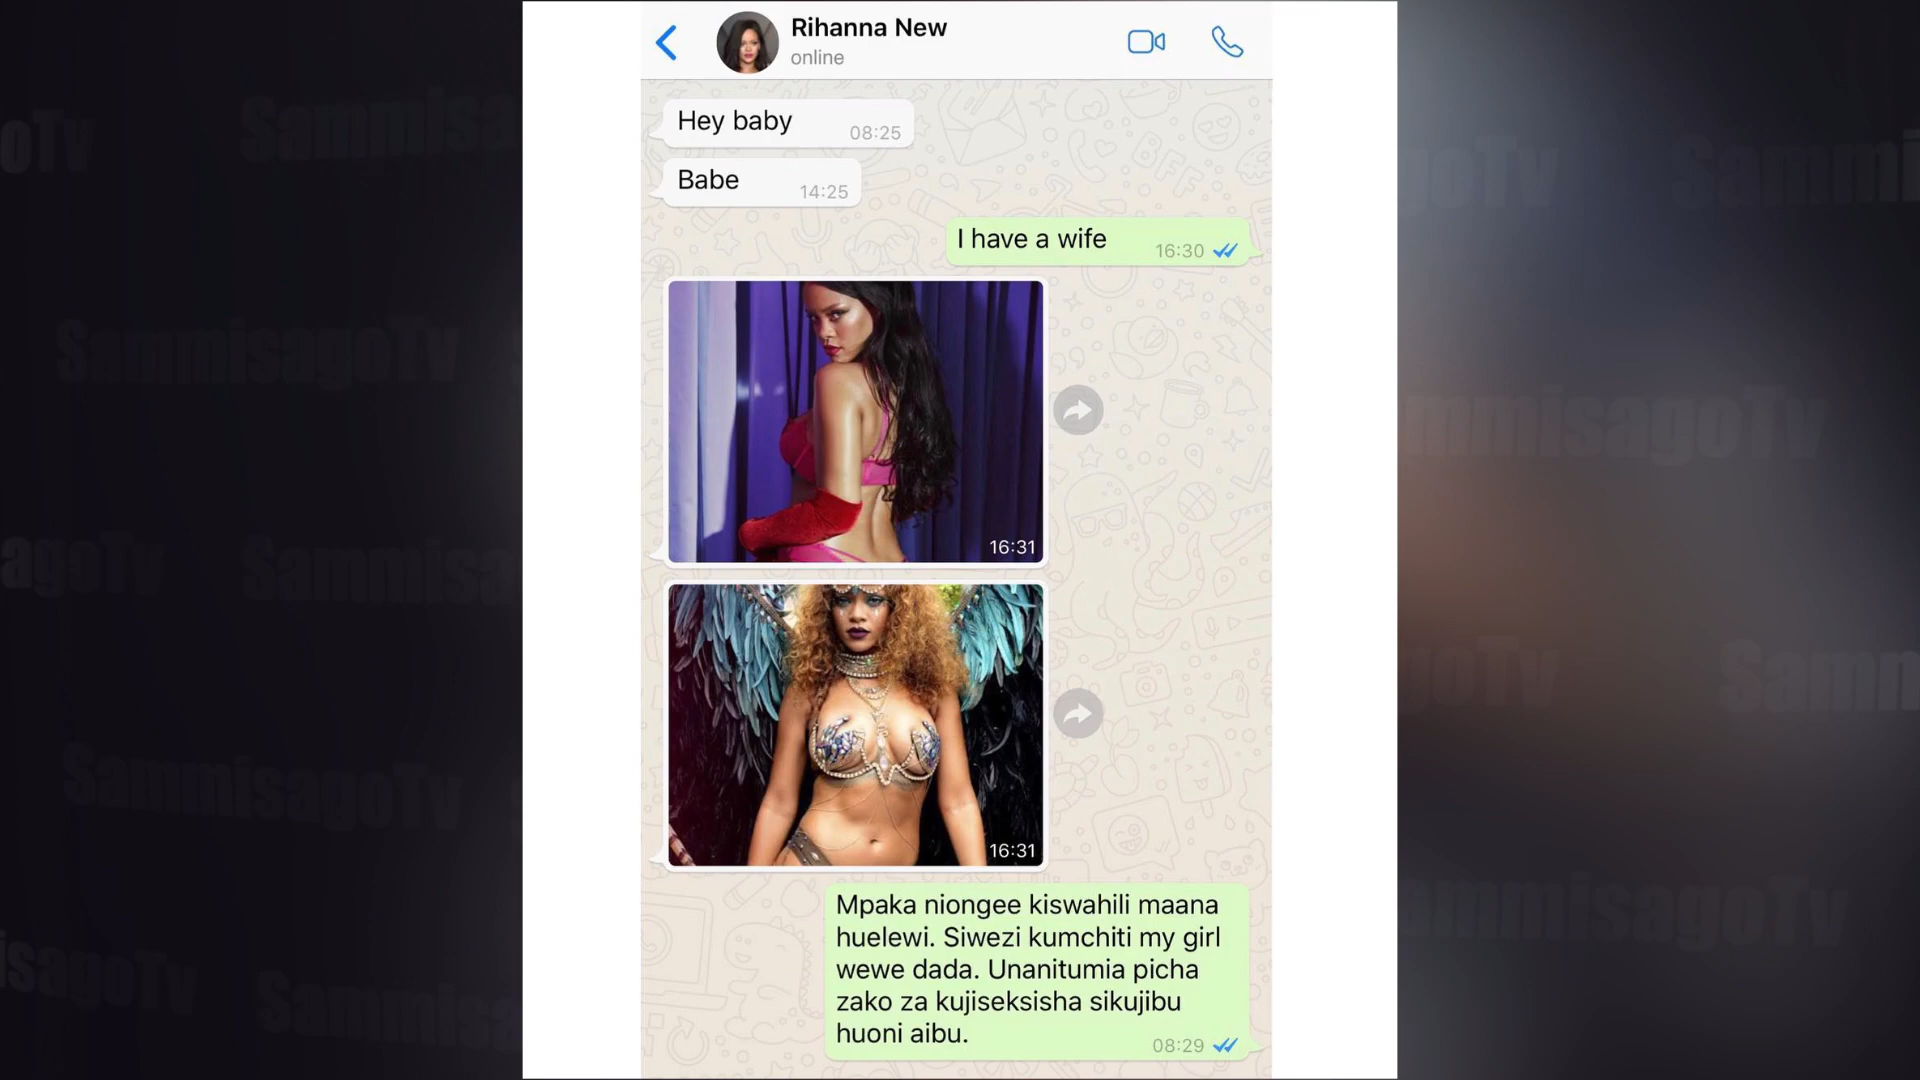 Rihanna New
online
Hey baby
08:25
Babe
14:25
I have a wife
16:30
16:31
16:31
Mpaka niongee kiswahili maana
huelewi. Siwezi kumchiti my girl
wewe dada. Unanitumia picha
zako za kujiseksisha sikujibu
huoni aibu.
08:29
SammisagoTv